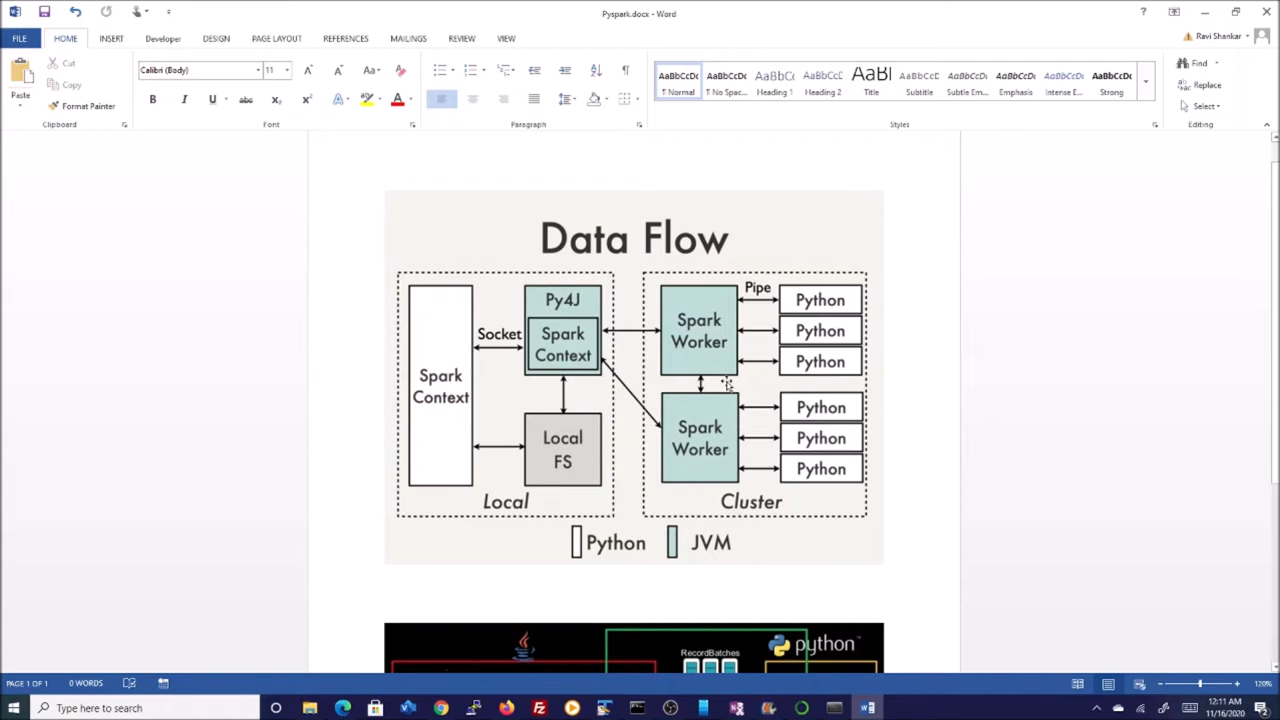 Pyspark.docx - Word
FILE HOME INSERT Developer DESIGN PAGE LAYOUT REFERENCES MAILINGS REVIEW VIEW
Ravi Shankar
Paste
Cut
Copy
Format Painter
Clipboard
Calibri (Body) 11
Font
Paragraph
AaBbCcDc AaBbCcDc AaBbCc AaBbCcC AaBl AaBbCcC AaBbCcDc AaBbCcDc AaBbCcDc AaBbCcDc
¶ Normal ¶ No Spac... Heading 1 Heading 2 Title Subtitle Subtle Em... Emphasis Intense E... Strong
Styles
Find
Replace
Select
Editing
Data Flow
Spark
Context
Socket
Py4J
Spark
Context
Local
FS
Local
Spark
Worker
Spark
Worker
Pipe
Python
Python
Python
Python
Python
Python
Cluster
Python JVM
RecordBatches
python
PAGE 1 OF 1 0 WORDS
120%
Type here to search
12:11 AM
11/16/2020